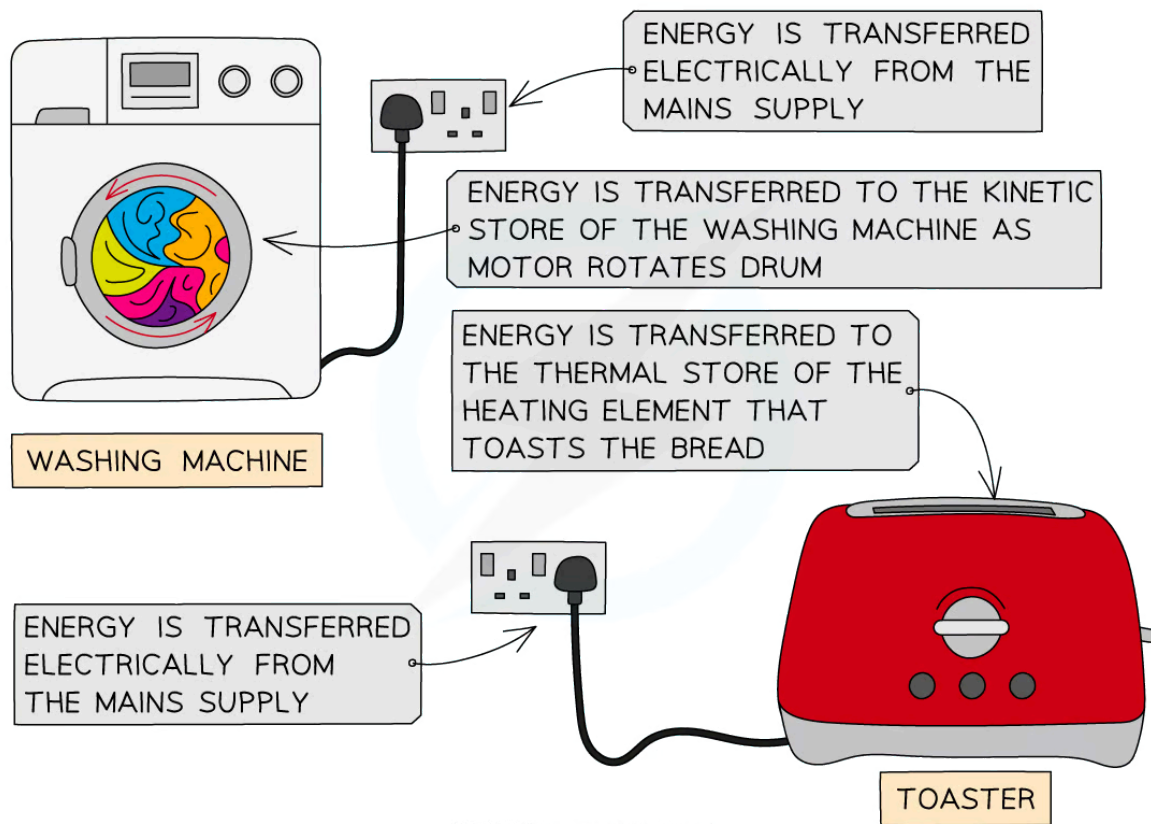 ENERGY IS TRANSFERRED
ELECTRICALLY FROM THE
MAINS SUPPLY
ENERGY IS TRANSFERRED TO THE KINETIC
STORE OF THE WASHING MACHINE AS
MOTOR ROTATES DRUM
ENERGY IS TRANSFERRED TO
THE THERMAL STORE OF THE
HEATING ELEMENT THAT
TOASTS THE BREAD
WASHING MACHINE
ENERGY IS TRANSFERRED
ELECTRICALLY FROM
THE MAINS SUPPLY
TOASTER